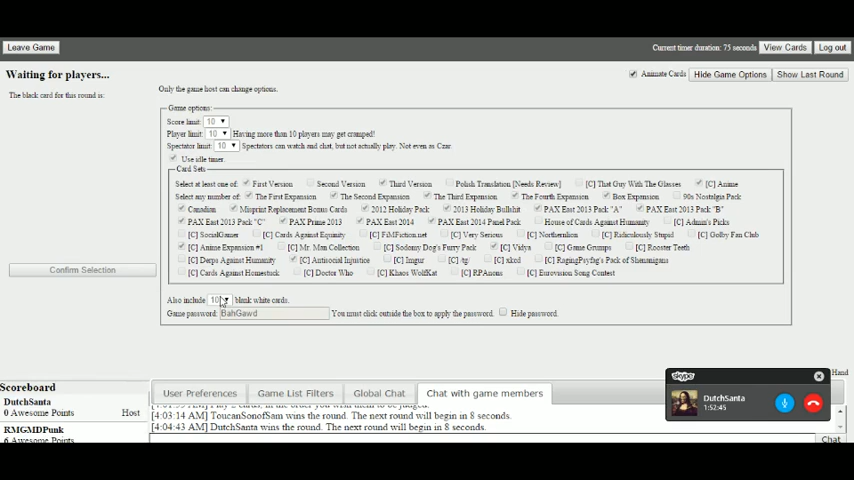 Leave Game
Current timer duration: 75 seconds View Cards Log out
Waiting for players...
Animate Cards Hide Game Options Show Last Round
The black card for this round is:
Only the game host can change options.
Game options:
Score limit: 10
Player limit: 10 Having more than 10 players may get cramped!
Spectator limit: 10 Spectators can watch and chat, but not actually play. Not even as Czar.
Use idle timer.
Card Sets
Select at least one of: First Version Second Version Third Version Polish Translation [Needs Review] [C] That Guy With The Glasses [C] Anime
Select any number of: The First Expansion The Second Expansion The Third Expansion The Fourth Expansion Box Expansion 90s Nostalgia Pack
Canadian Misprint Replacement Bonus Cards 2012 Holiday Pack 2013 Holiday Bullshit PAX East 2013 Pack "A" PAX East 2013 Pack "B"
PAX East 2013 Pack "C" PAX Prime 2013 PAX East 2014 PAX East 2014 Panel Pack House of Cards Against Humanity [C] Admin's Picks
[C] SocialGamer [C] Cards Against Equinity [C] FiMFiction.net [C] Very Serious [C] Northernlion [C] Ridiculously Stupid [C] Golby Fan Club
[C] Anime Expansion #1 [C] Mr. Man Collection [C] Sodomy Dog's Furry Pack [C] Vidya [C] Game Grumps [C] Rooster Teeth
[C] Derps Against Humanity [C] Antisocial Injustice [C] Imgur [C] /tg/ [C] xkcd [C] RagingPsyfag's Pack of Shenanigans
[C] Cards Against Homestuck [C] Doctor Who [C] Khaos WolfKat [C] RPAnons [C] Eurovision Song Contest
Confirm Selection
Also include 10 blank white cards.
Game password: BahGawd You must click outside the box to apply the password. Hide password.
Hand
skype
DutchSanta
1:52:45
Scoreboard
User Preferences Game List Filters Global Chat Chat with game members
DutchSanta
0 Awesome Points Host
RMGMDPunk
6 Awesome Points
[4:03:14 AM] ToucanSonofSam wins the round. The next round will begin in 8 seconds.
[4:04:43 AM] DutchSanta wins the round. The next round will begin in 8 seconds.
Chat